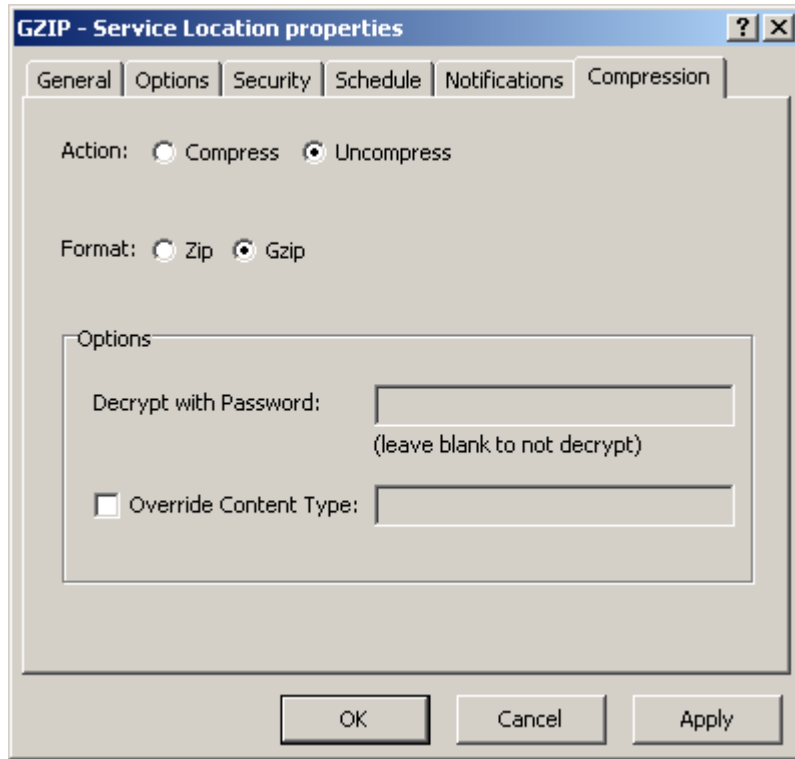 GZIP - Service Location properties
General Options Security Schedule Notifications Compression
Action: Compress Uncompress
Format: Zip Gzip
Options
Decrypt with Password:
(leave blank to not decrypt)
Override Content Type:
OK Cancel Apply